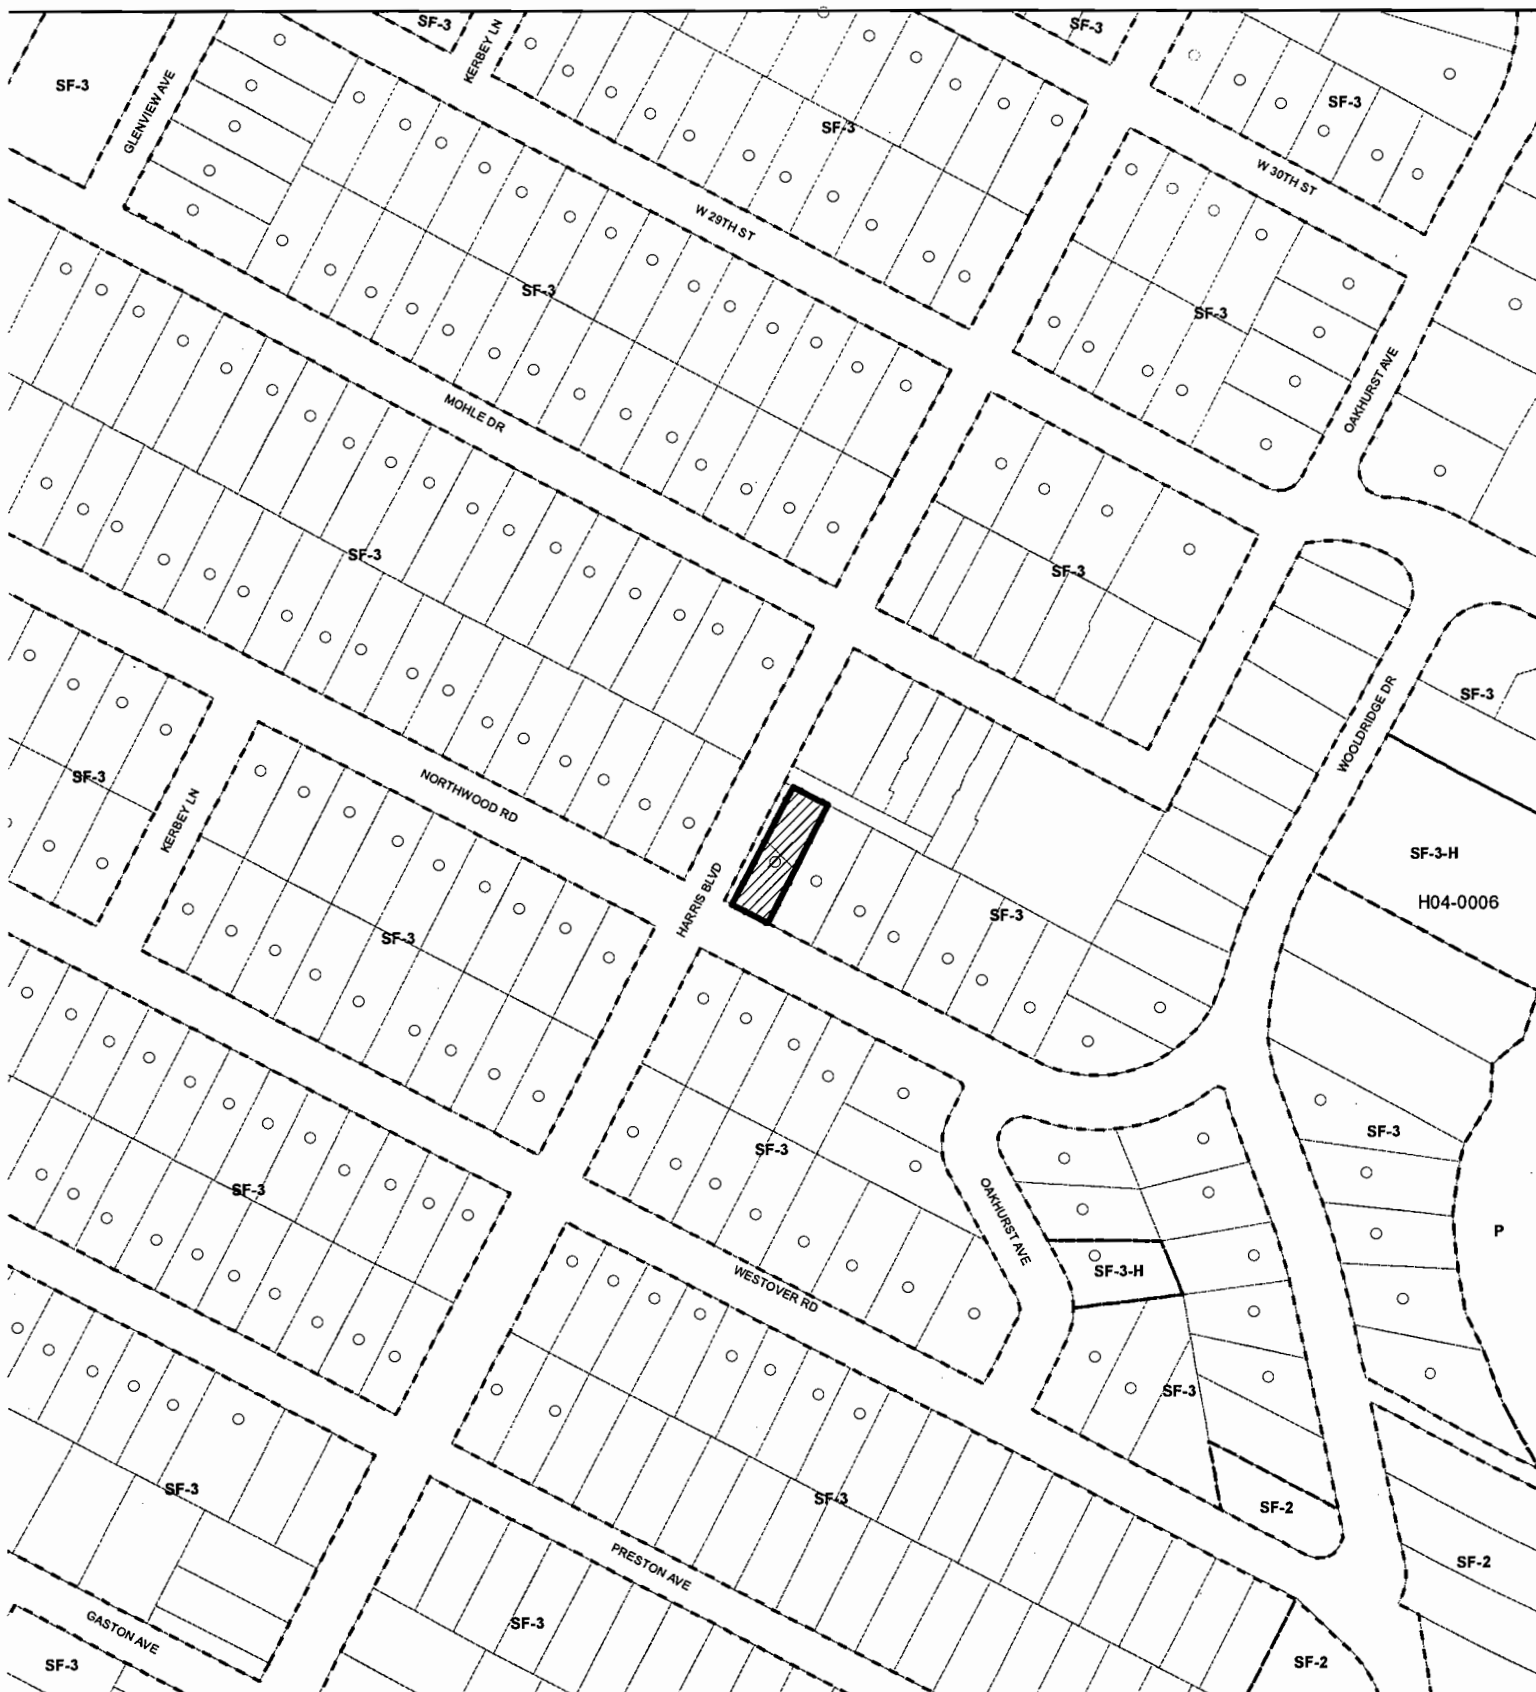 SF-3
KERBEY LN
SF-3
SF-3
GLENVIEW AVE
SF-3
SF-3
W 30TH ST
W 29TH ST
SF-3
SF-3
OAKHURST AVE
MOHLE DR
SF-3
SF-3
SF-3
WOOLDRIDGE DR
SF-3
KERBEY LN
NORTHWOOD RD
SF-3-H
H04-0006
HARRIS BLVD
SF-3
SF-3
SF-3
SF-3
SF-3
OAKHURST AVE
P
SF-3-H
WESTOVER RD
SF-3
SF-3
SF-3
SF-2
SF-2
PRESTON AVE
SF-3
GASTON AVE
SF-3
SF-2